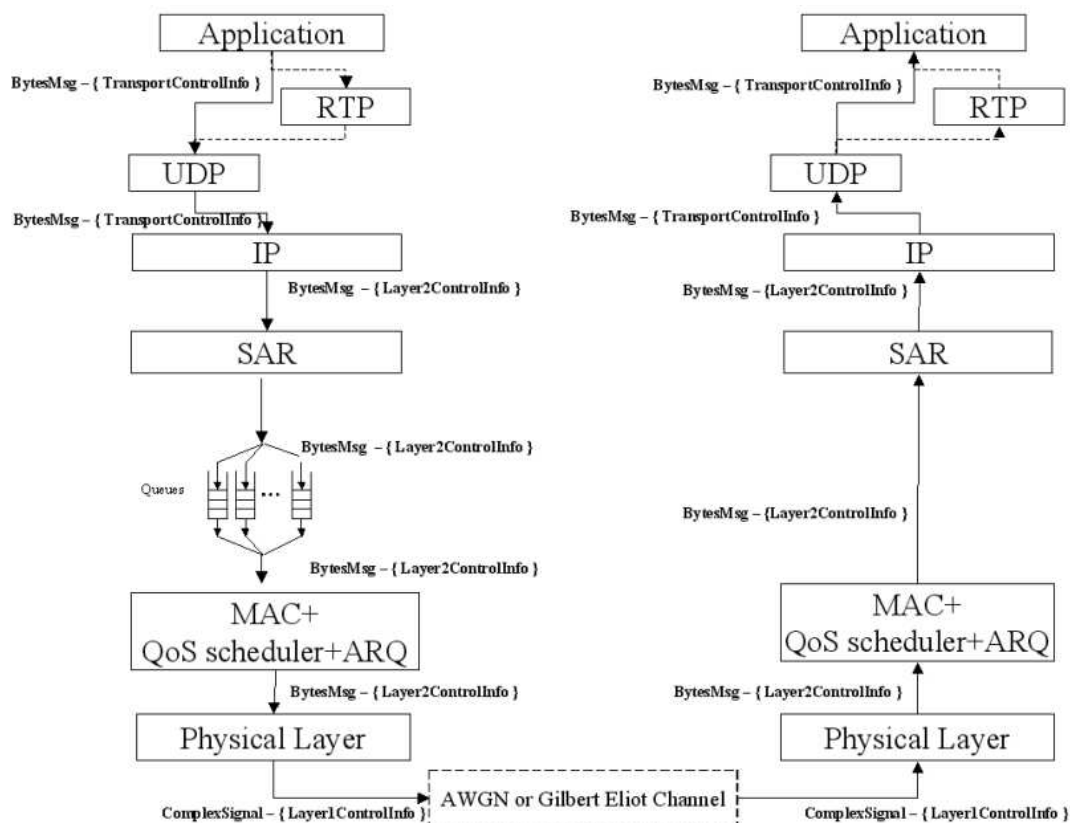 Application
BytesMsg – { TransportControlInfo }
RTP
UDP
BytesMsg – { TransportControlInfo }
IP
BytesMsg – { Layer2ControlInfo }
SAR
BytesMsg – { Layer2ControlInfo }
Queues
...
BytesMsg – { Layer2ControlInfo }
MAC+
QoS scheduler+ARQ
BytesMsg – { Layer2ControlInfo }
Physical Layer
ComplexSignal – { Layer1ControlInfo }
AWGN or Gilbert Eliot Channel
Application
BytesMsg – { TransportControlInfo }
RTP
UDP
BytesMsg – { TransportControlInfo }
IP
BytesMsg – {Layer2ControlInfo }
SAR
BytesMsg – {Layer2ControlInfo }
MAC+
QoS scheduler+ARQ
BytesMsg – { Layer2ControlInfo }
Physical Layer
ComplexSignal – { Layer1ControlInfo }